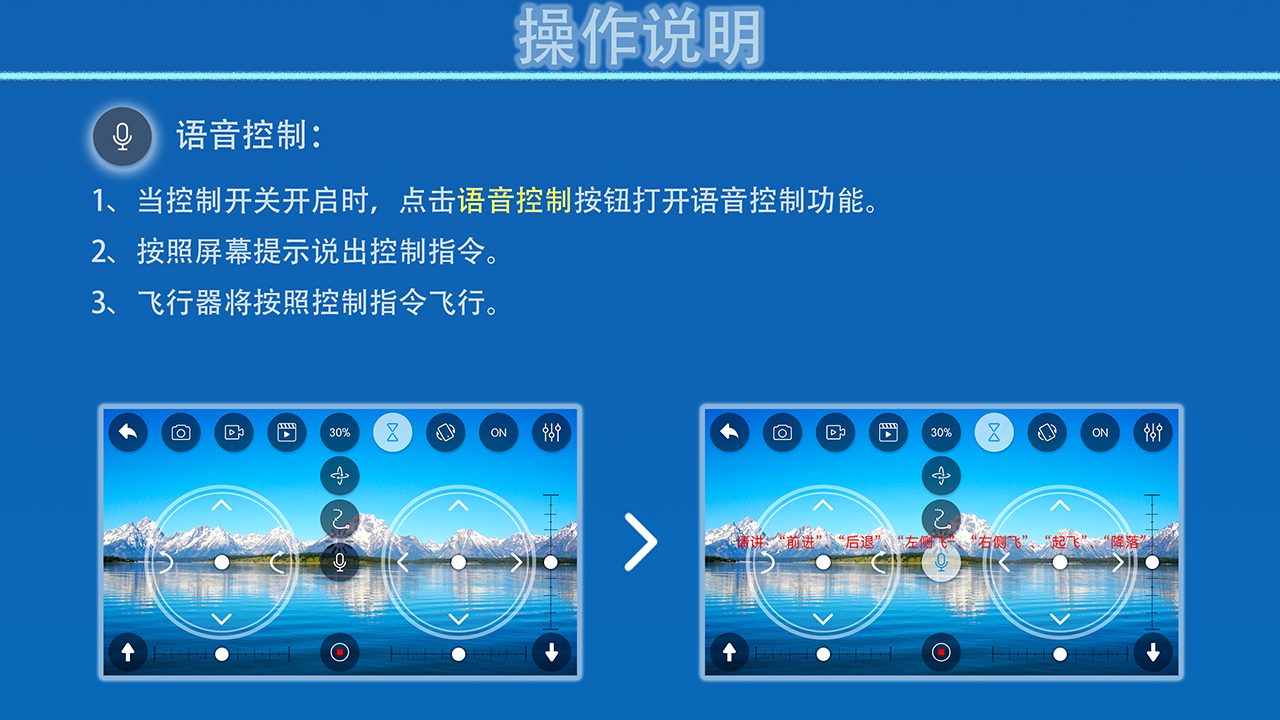 操作说明
语音控制：
1、当控制开关开启时，点击语音控制按钮打开语音控制功能。
2、按照屏幕提示说出控制指令。
3、飞行器将按照控制指令飞行。
30%
ON
30%
ON
请讲：“前进”、“后退”、“左侧飞”、“右侧飞”、“起飞”、“降落”